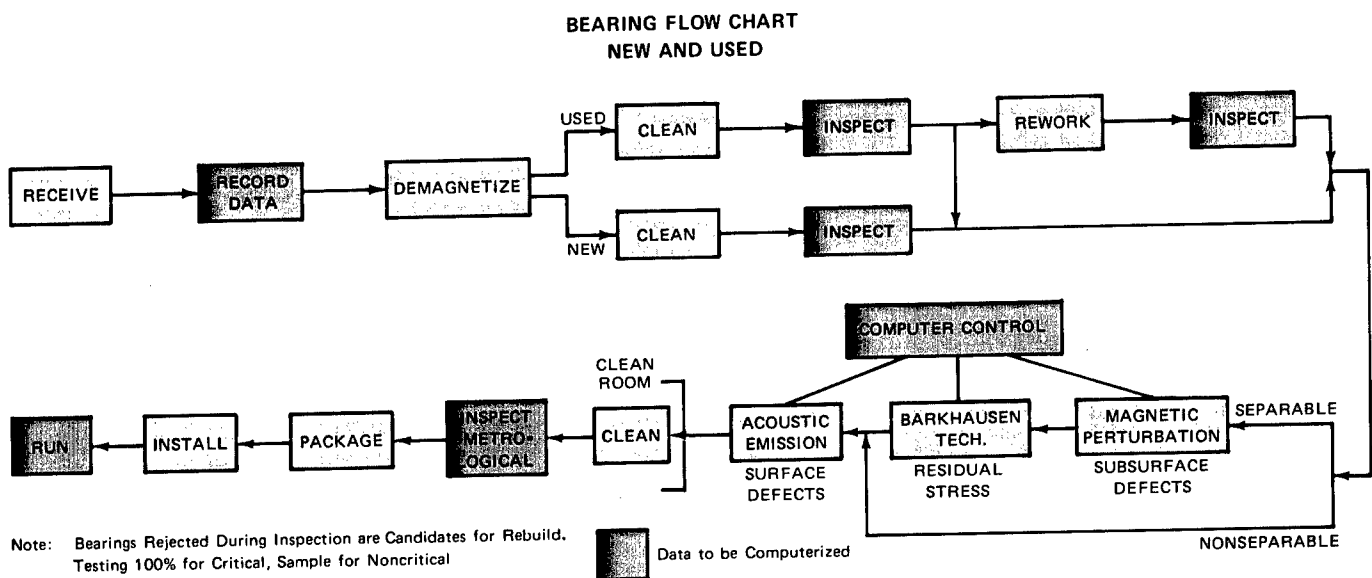 BEARING FLOW CHART
NEW AND USED
RECEIVE
RECORD
DATA
DEMAGNETIZE
USED
CLEAN
INSPECT
REWORK
INSPECT
NEW
CLEAN
INSPECT
COMPUTER CONTROL
SEPARABLE
MAGNETIC
PERTURBATION
SUBSURFACE
DEFECTS
BARKHAUSEN
TECH.
RESIDUAL
STRESS
ACOUSTIC
EMISSION
SURFACE
DEFECTS
NONSEPARABLE
CLEAN
ROOM
CLEAN
INSPECT
METRO-
LOGICAL
PACKAGE
INSTALL
RUN
Note: Bearings Rejected During Inspection are Candidates for Rebuild.
Testing 100% for Critical, Sample for Noncritical
Data to be Computerized